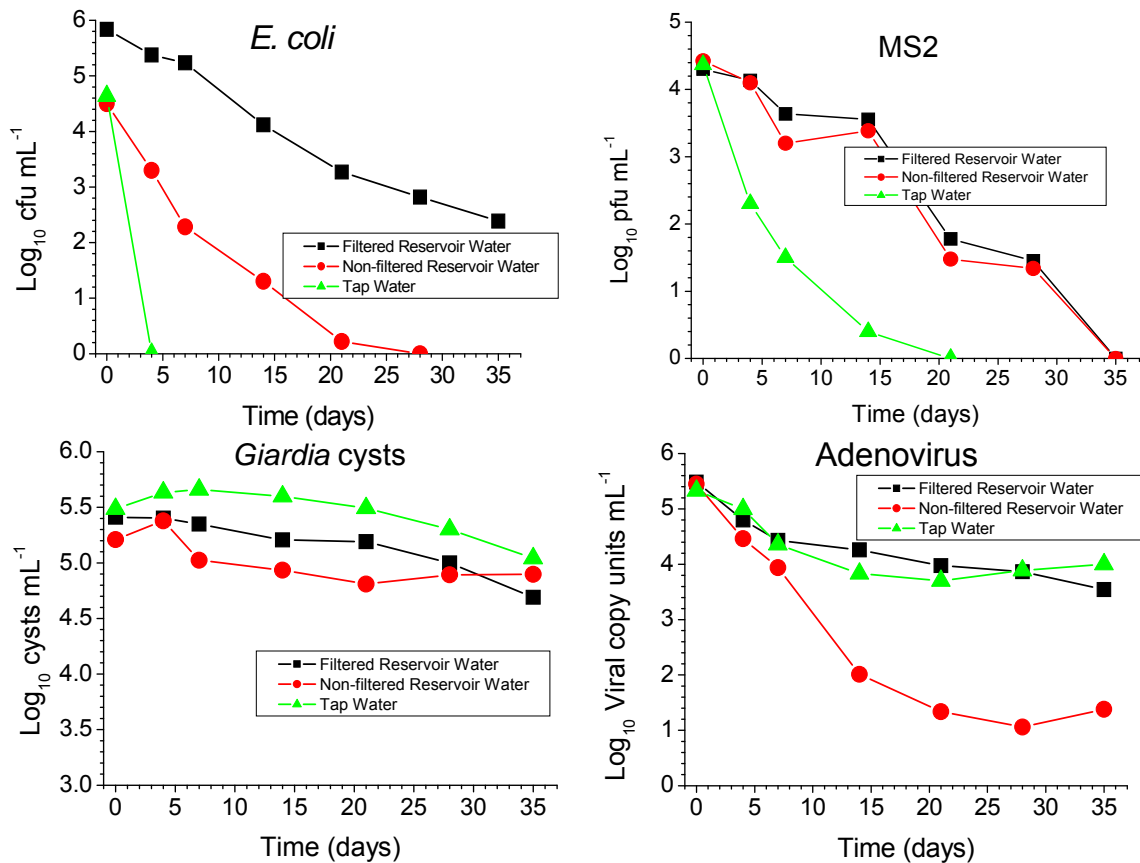 E. coli
Log10 cfu mL-1
6
5
4
3
2
1
0
Filtered Reservoir Water
Non-filtered Reservoir Water
Tap Water
0 5 10 15 20 25 30 35
Time (days)
MS2
Log10 pfu mL-1
5
4
3
2
1
0
Filtered Reservoir Water
Non-filtered Reservoir Water
Tap Water
0 5 10 15 20 25 30 35
Time (days)
Giardia cysts
Log10 cysts mL-1
6.0
5.5
5.0
4.5
4.0
3.5
3.0
Filtered Reservoir Water
Non-filtered Reservoir Water
Tap Water
0 5 10 15 20 25 30 35
Time (days)
Adenovirus
Log10 Viral copy units mL-1
6
5
4
3
2
1
0
Filtered Reservoir Water
Non-filtered Reservoir Water
Tap Water
0 5 10 15 20 25 30 35
Time (days)